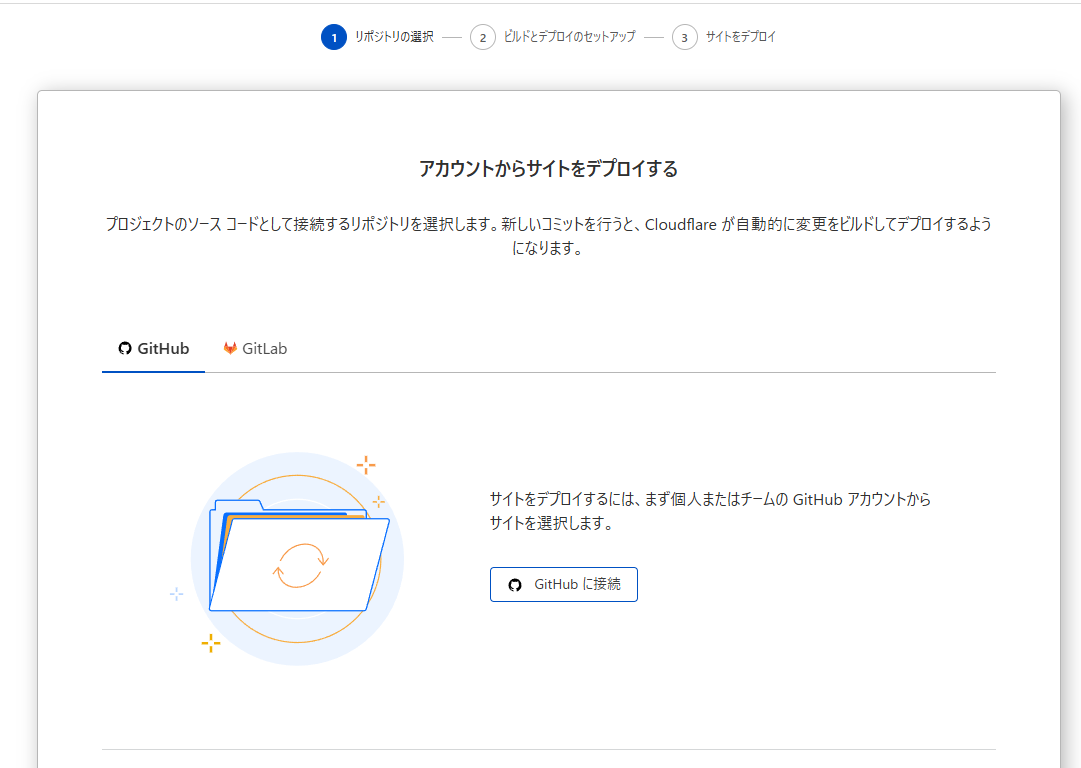 1 リポジトリの選択 2 ビルドとデプロイのセットアップ 3 サイトをデプロイ
アカウントからサイトをデプロイする
プロジェクトのソース コードとして接続するリポジトリを選択します。新しいコミットを行うと、Cloudflare が自動的に変更をビルドしてデプロイするよう
になります。
GitHub GitLab
サイトをデプロイするには、まず個人またはチームの GitHub アカウントから
サイトを選択します。
GitHub に接続